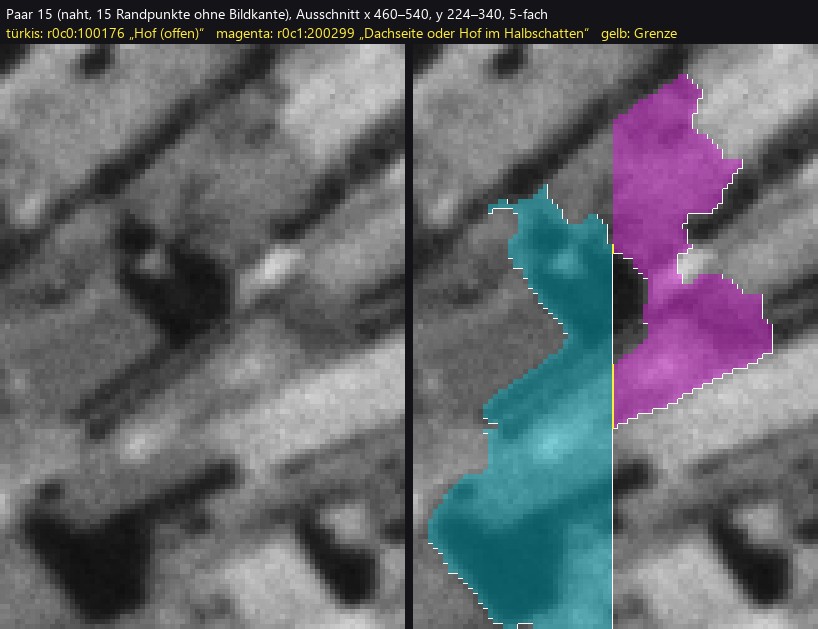 Paar 15 (naht, 15 Randpunkte ohne Bildkante), Ausschnitt x 460–540, y 224–340, 5-fach
türkis: r0c0:100176 „Hof (offen)“   magenta: r0c1:200299 „Dachseite oder Hof im Halbschatten“   gelb: Grenze